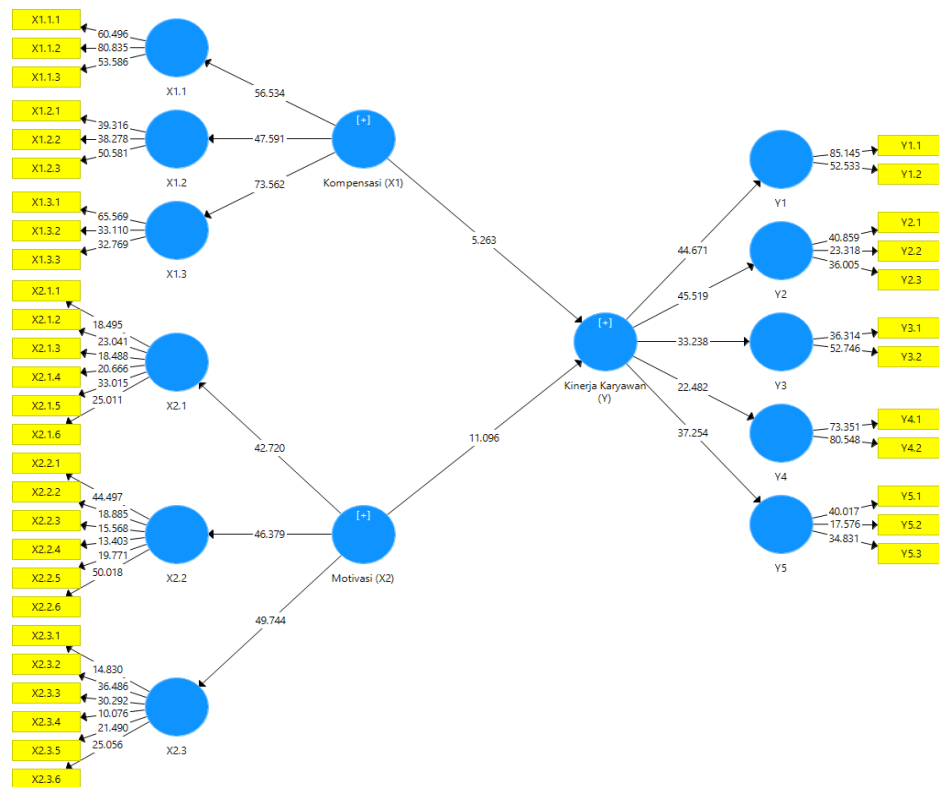 X1.1.1
X1.1.2
X1.1.3
60.496
80.835
53.586
X1.1
X1.2.1
X1.2.2
X1.2.3
39.316
38.278
50.581
X1.2
X1.3.1
X1.3.2
X1.3.3
65.569
33.110
32.769
X1.3
56.534
47.591
73.562
[+]
Kompensasi (X1)
X2.1.1
X2.1.2
X2.1.3
X2.1.4
X2.1.5
X2.1.6
18.495
23.041
18.488
20.666
33.015
25.011
X2.1
X2.2.1
X2.2.2
X2.2.3
X2.2.4
X2.2.5
X2.2.6
44.497
18.885
15.568
13.403
19.771
50.018
X2.2
X2.3.1
X2.3.2
X2.3.3
X2.3.4
X2.3.5
X2.3.6
14.830
36.486
30.292
10.076
21.490
25.056
X2.3
42.720
46.379
49.744
[+]
Motivasi (X2)
5.263
11.096
[+]
Kinerja Karyawan
(Y)
44.671
45.519
33.238
22.482
37.254
Y1
85.145
52.533
Y1.1
Y1.2
Y2
40.859
23.318
36.005
Y2.1
Y2.2
Y2.3
Y3
36.314
52.746
Y3.1
Y3.2
Y4
73.351
80.548
Y4.1
Y4.2
Y5
40.017
17.576
34.831
Y5.1
Y5.2
Y5.3